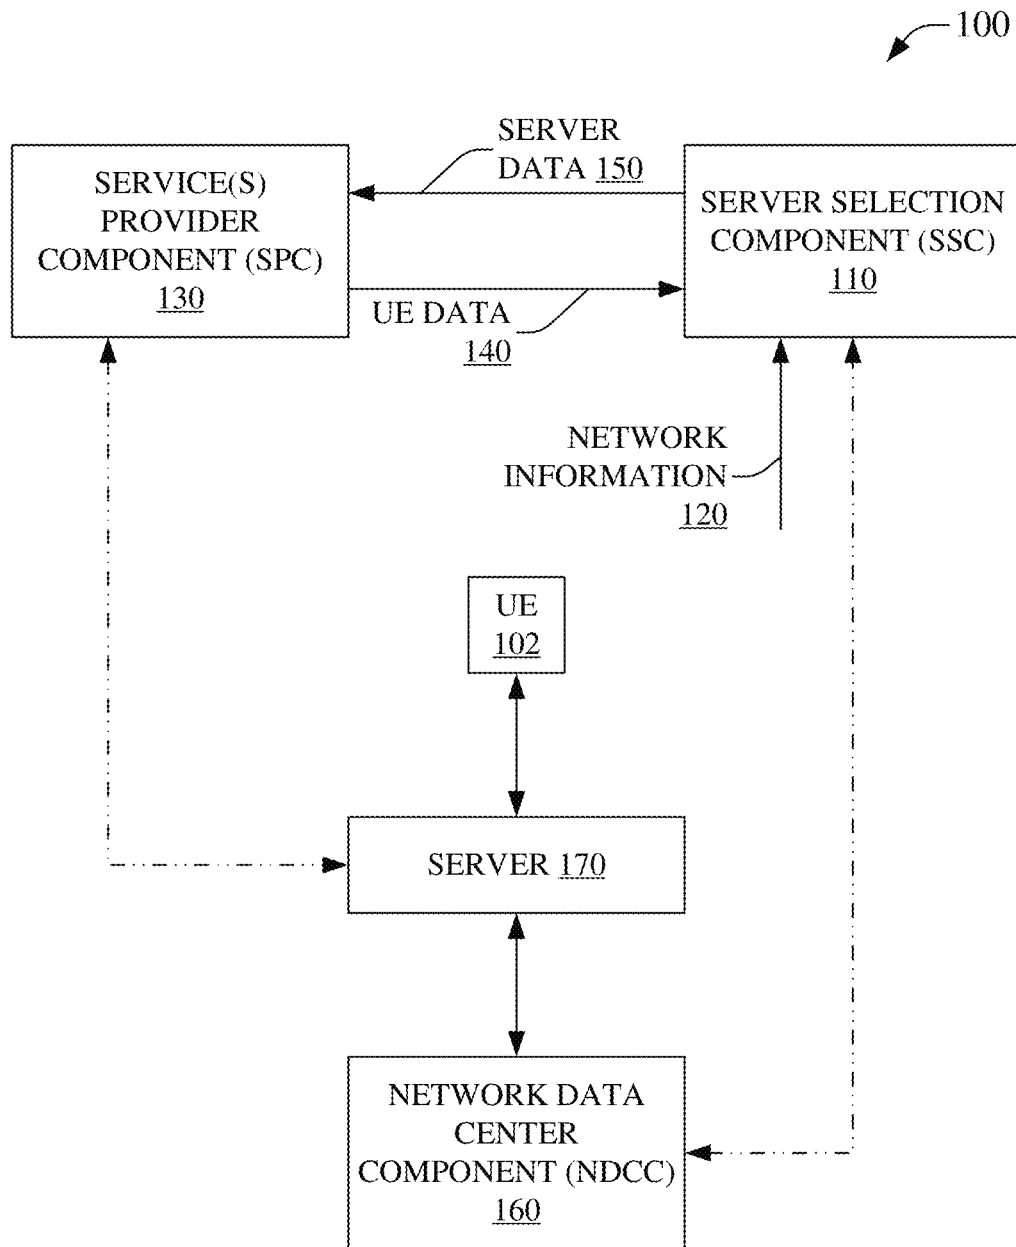 100
SERVER
DATA 150
SERVICE(S)
PROVIDER
COMPONENT (SPC)
130
SERVER SELECTION
COMPONENT (SSC)
110
UE DATA
140
NETWORK
INFORMATION
120
UE
102
SERVER 170
NETWORK DATA
CENTER
COMPONENT (NDCC)
160